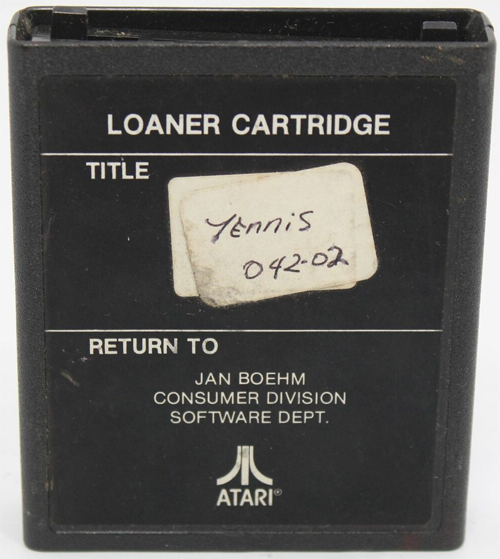 LOANER CARTRIDGE
TITLE
Tennis
042-02
RETURN TO
JAN BOEHM
CONSUMER DIVISION
SOFTWARE DEPT.
ATARI®